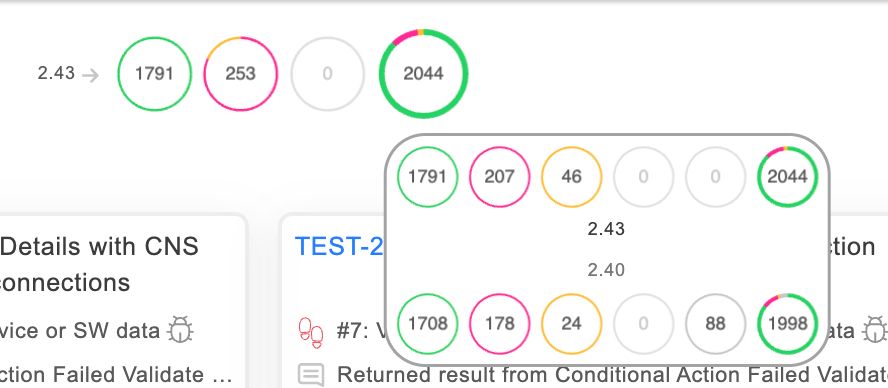 2.43 → 1791 253 0 2044
1791 207 46 0 0 2044
2.43
2.40
1708 178 24 0 88 1998
Details with CNS
connections
vice or SW data
ction Failed Validate ...
TEST-2
ction
#7: V
ata
Returned result from Conditional Action Failed Validat